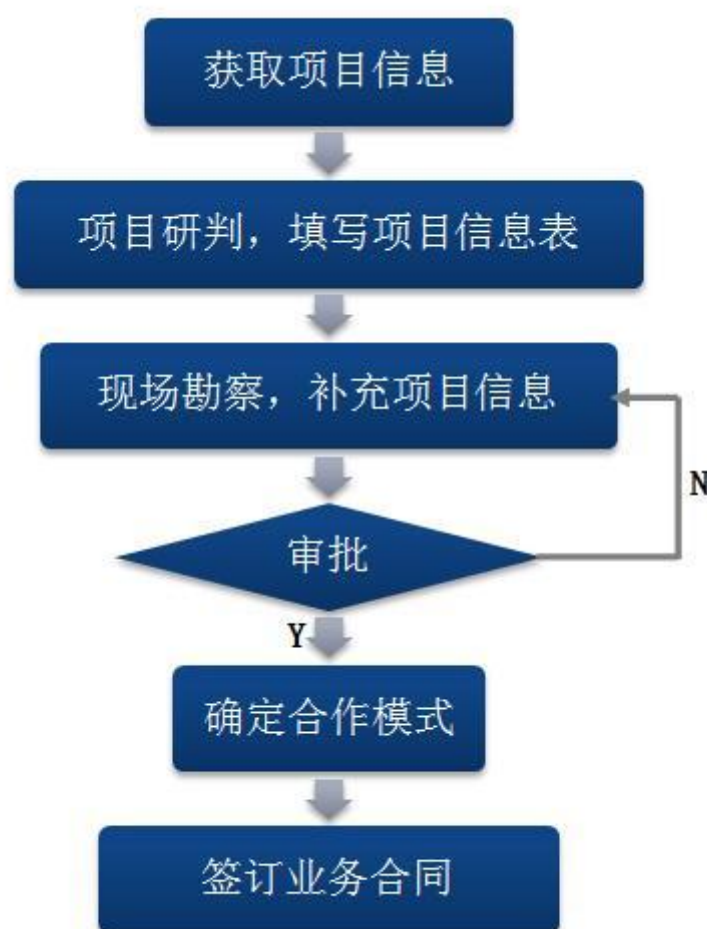 获取项目信息
项目研判，填写项目信息表
现场勘察，补充项目信息
N
审批
Y
确定合作模式
签订业务合同